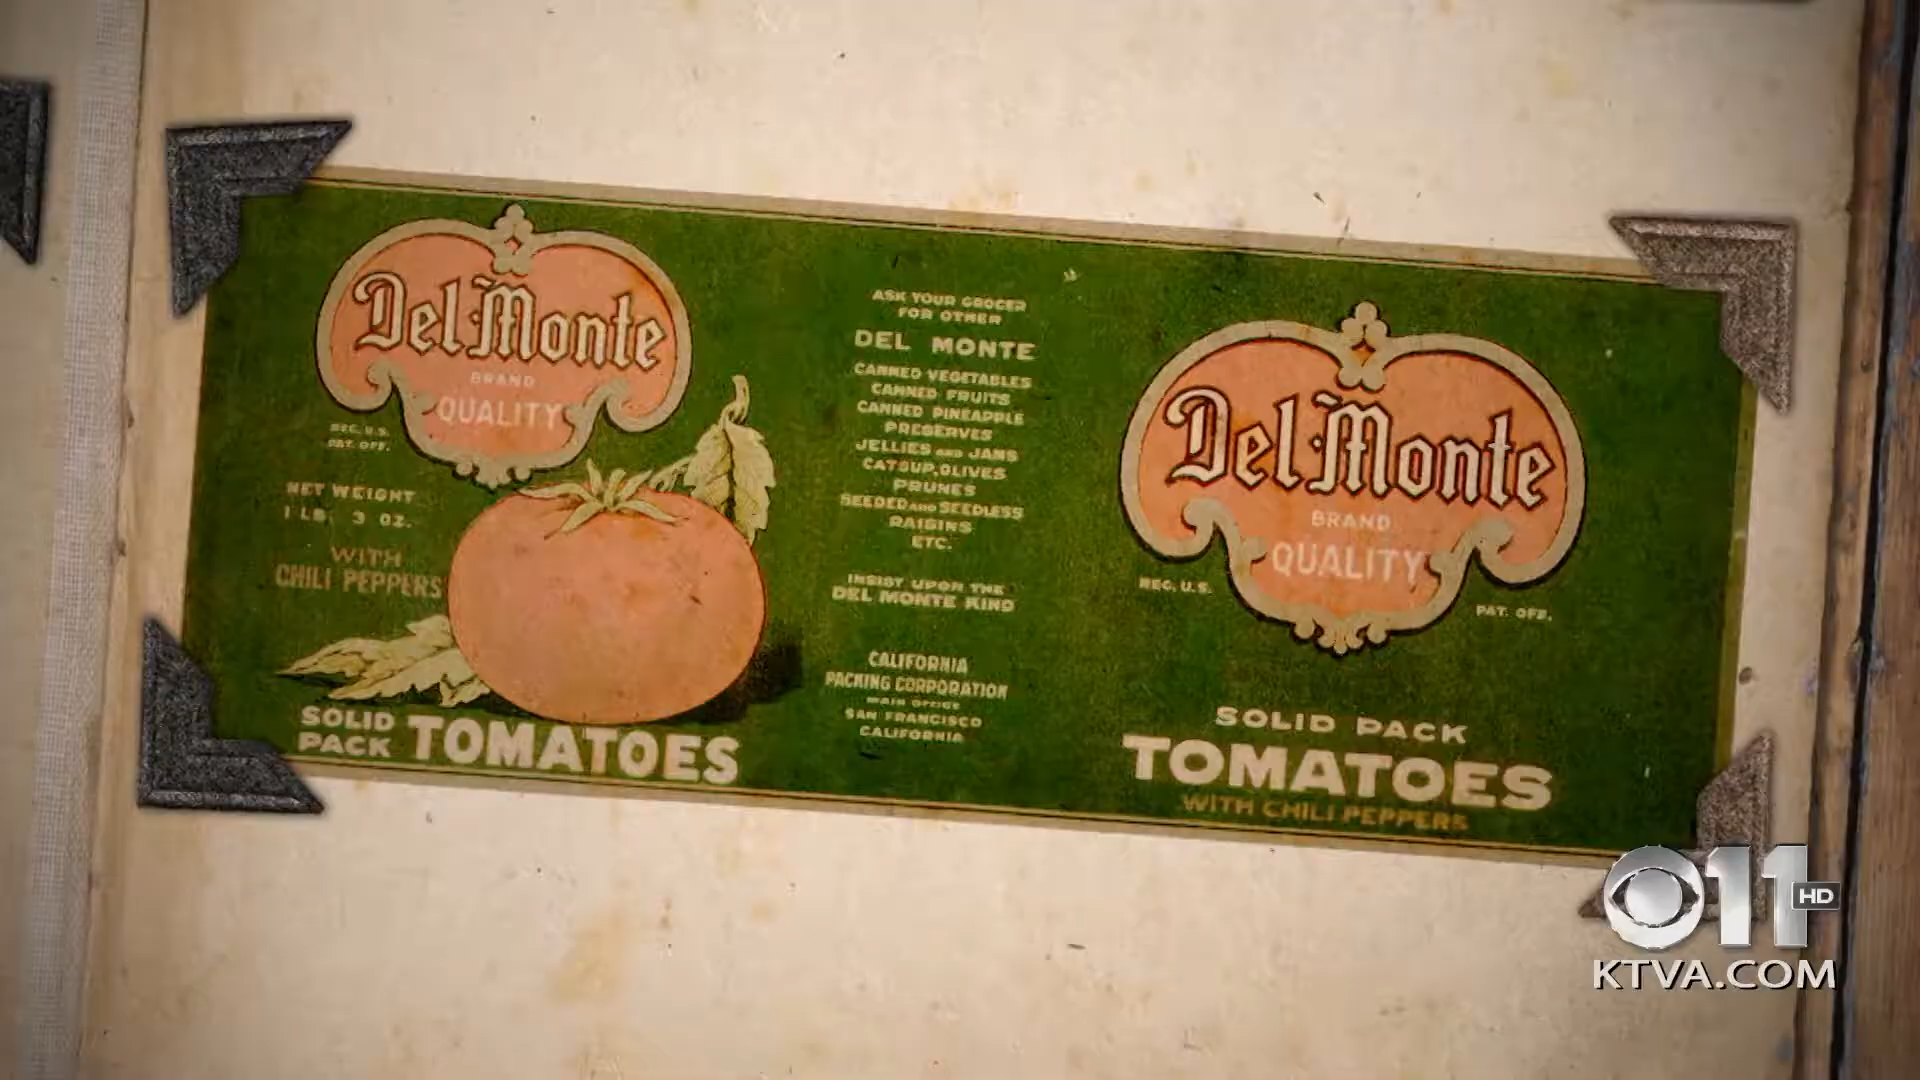 Del Monte
BRAND
QUALITY
REG. U.S.
PAT. OFF.
NET WEIGHT
1 LB. 3 OZ.
WITH
CHILI PEPPERS
SOLID
PACK TOMATOES
ASK YOUR GROCER
FOR OTHER
DEL MONTE
CANNED VEGETABLES
CANNED FRUITS
CANNED PINEAPPLE
PRESERVES
JELLIES AND JAMS
CATSUP, OLIVES
PRUNES
SEEDED AND SEEDLESS
RAISINS
ETC.
INSIST UPON THE
DEL MONTE KIND
CALIFORNIA
PACKING CORPORATION
MAIN OFFICE
SAN FRANCISCO
CALIFORNIA
Del Monte
BRAND
QUALITY
REG. U.S.
PAT. OFF.
SOLID PACK
TOMATOES
WITH CHILI PEPPERS
11 HD
KTVA.COM